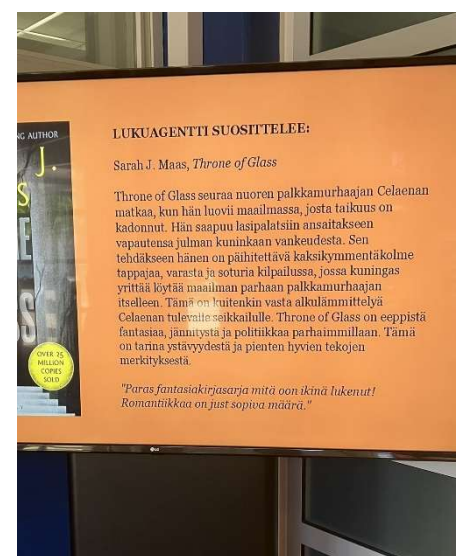 NG AUTHOR
J.
S
E
SS
OVER 25
MILLION
COPIES
SOLD
LUKUAGENTTI SUOSITTELEE:
Sarah J. Maas, Throne of Glass
Throne of Glass seuraa nuoren palkkamurhaajan Celaenan
matkaa, kun hän luovii maailmassa, josta taikuus on
kadonnut. Hän saapuu lasipalatsiin ansaitakseen
vapautensa julman kuninkaan vankeudesta. Sen
tehdäkseen hänen on päihitettävä kaksikymmentäkolme
tappajaa, varasta ja soturia kilpailussa, jossa kuningas
yrittää löytää maailman parhaan palkkamurhaajan
itselleen. Tämä on kuitenkin vasta alkulämmittelyä
Celaenan tulevalle seikkailulle. Throne of Glass on eeppistä
fantasiaa, jännitystä ja politiikkaa parhaimmillaan. Tämä
on tarina ystävyydestä ja pienten hyvien tekojen
merkityksestä.
"Paras fantasiakirjasarja mitä oon ikinä lukenut!
Romantiikkaa on just sopiva määrä."
LG